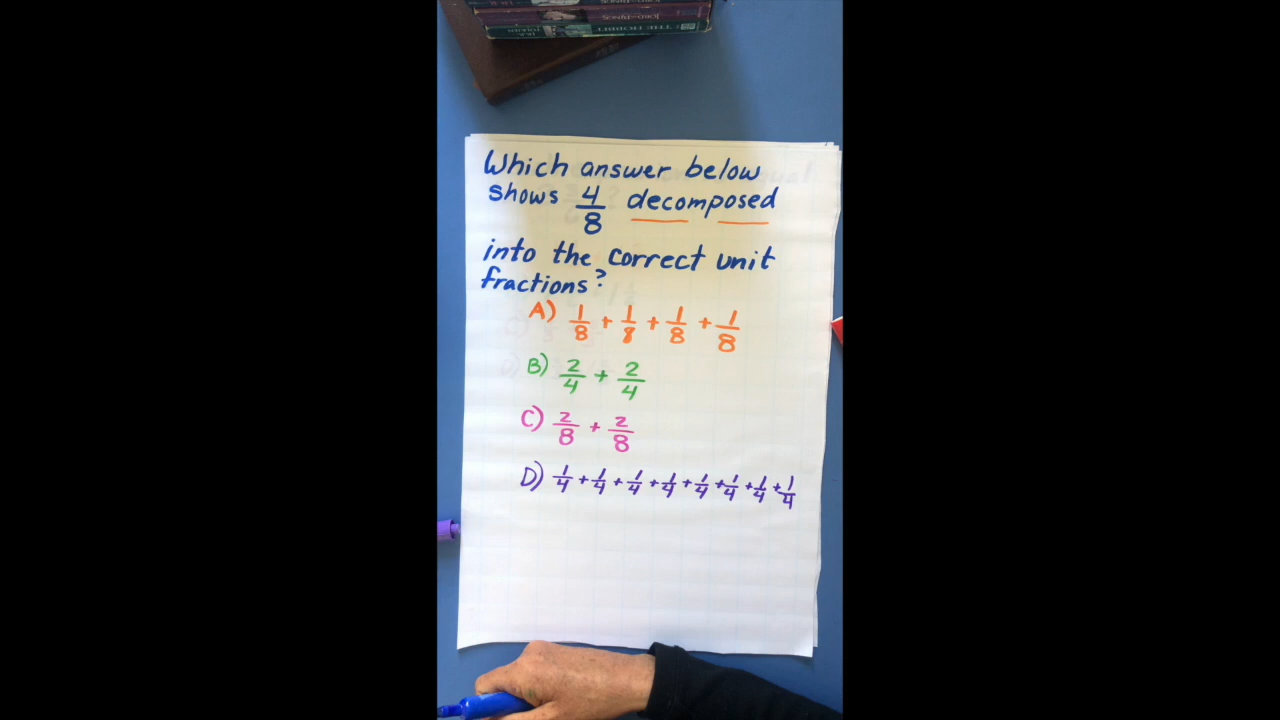 THE HOBBIT
Which answer below
shows 4/8 decomposed
into the correct unit
fractions?
A) 1/8 + 1/8 + 1/8 + 1/8
B) 2/4 + 2/4
C) 2/8 + 2/8
D) 1/4 + 1/4 + 1/4 + 1/4 + 1/4 + 1/4 + 1/4 + 1/4